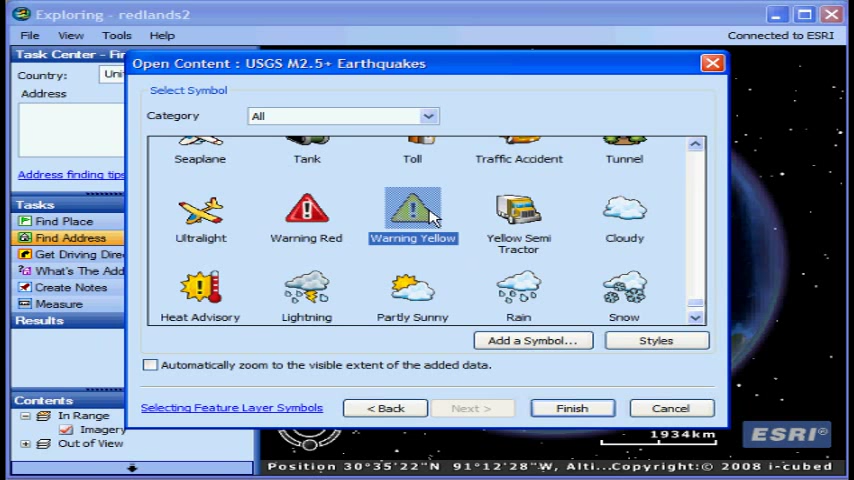 Exploring - redlands2
File View Tools Help
Connected to ESRI
Task Center - Fin
Country:
Address
Address finding tips
Tasks
Find Place
Find Address
Get Driving Dire
What's The Add
Create Notes
Measure
Results
Contents
In Range
Imagery
Out of View
Open Content : USGS M2.5+ Earthquakes
Select Symbol
Category All
Seaplane Tank Toll Traffic Accident Tunnel
Ultralight Warning Red Warning Yellow Yellow Semi Tractor Cloudy
Heat Advisory Lightning Partly Sunny Rain Snow
Add a Symbol... Styles
Automatically zoom to the visible extent of the added data.
Selecting Feature Layer Symbols < Back Next > Finish Cancel
1934km
ESRI®
Position 30°35'22"N 91°12'28"W, Alti...Copyright:© 2008 i-cubed